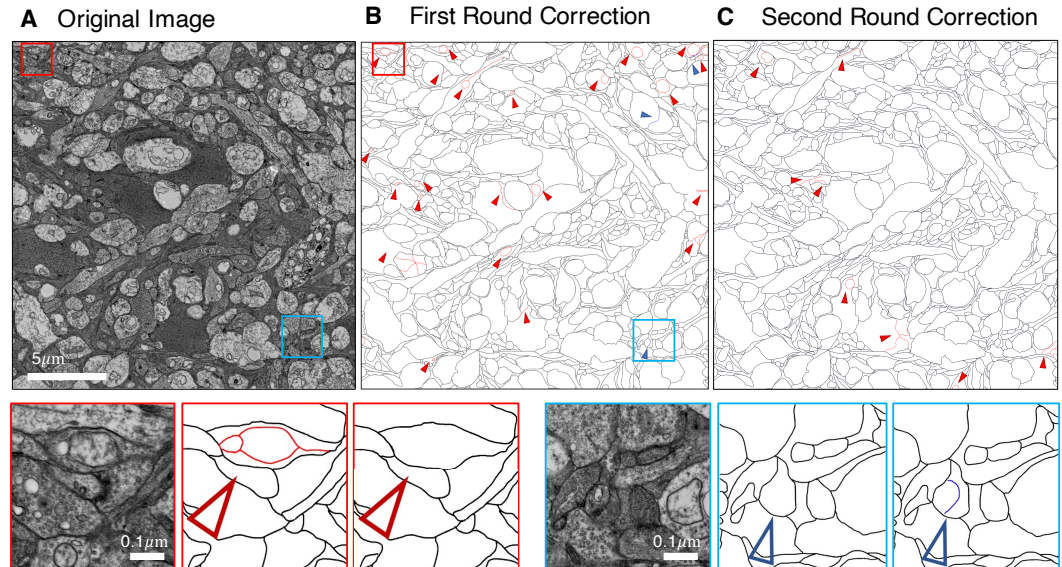 A Original Image
B First Round Correction
C Second Round Correction
5μm
0.1μm
0.1μm